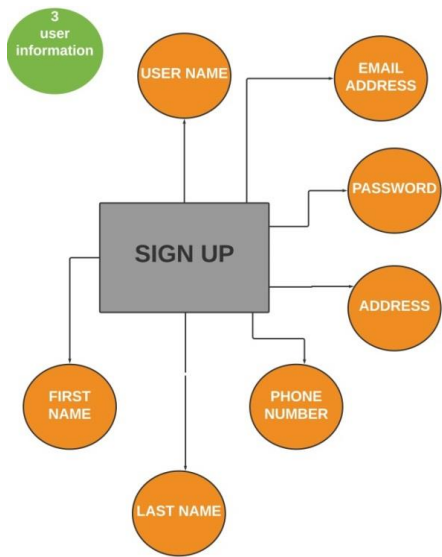 3
user
information
USER NAME
EMAIL
ADDRESS
PASSWORD
SIGN UP
ADDRESS
FIRST
NAME
PHONE
NUMBER
LAST NAME